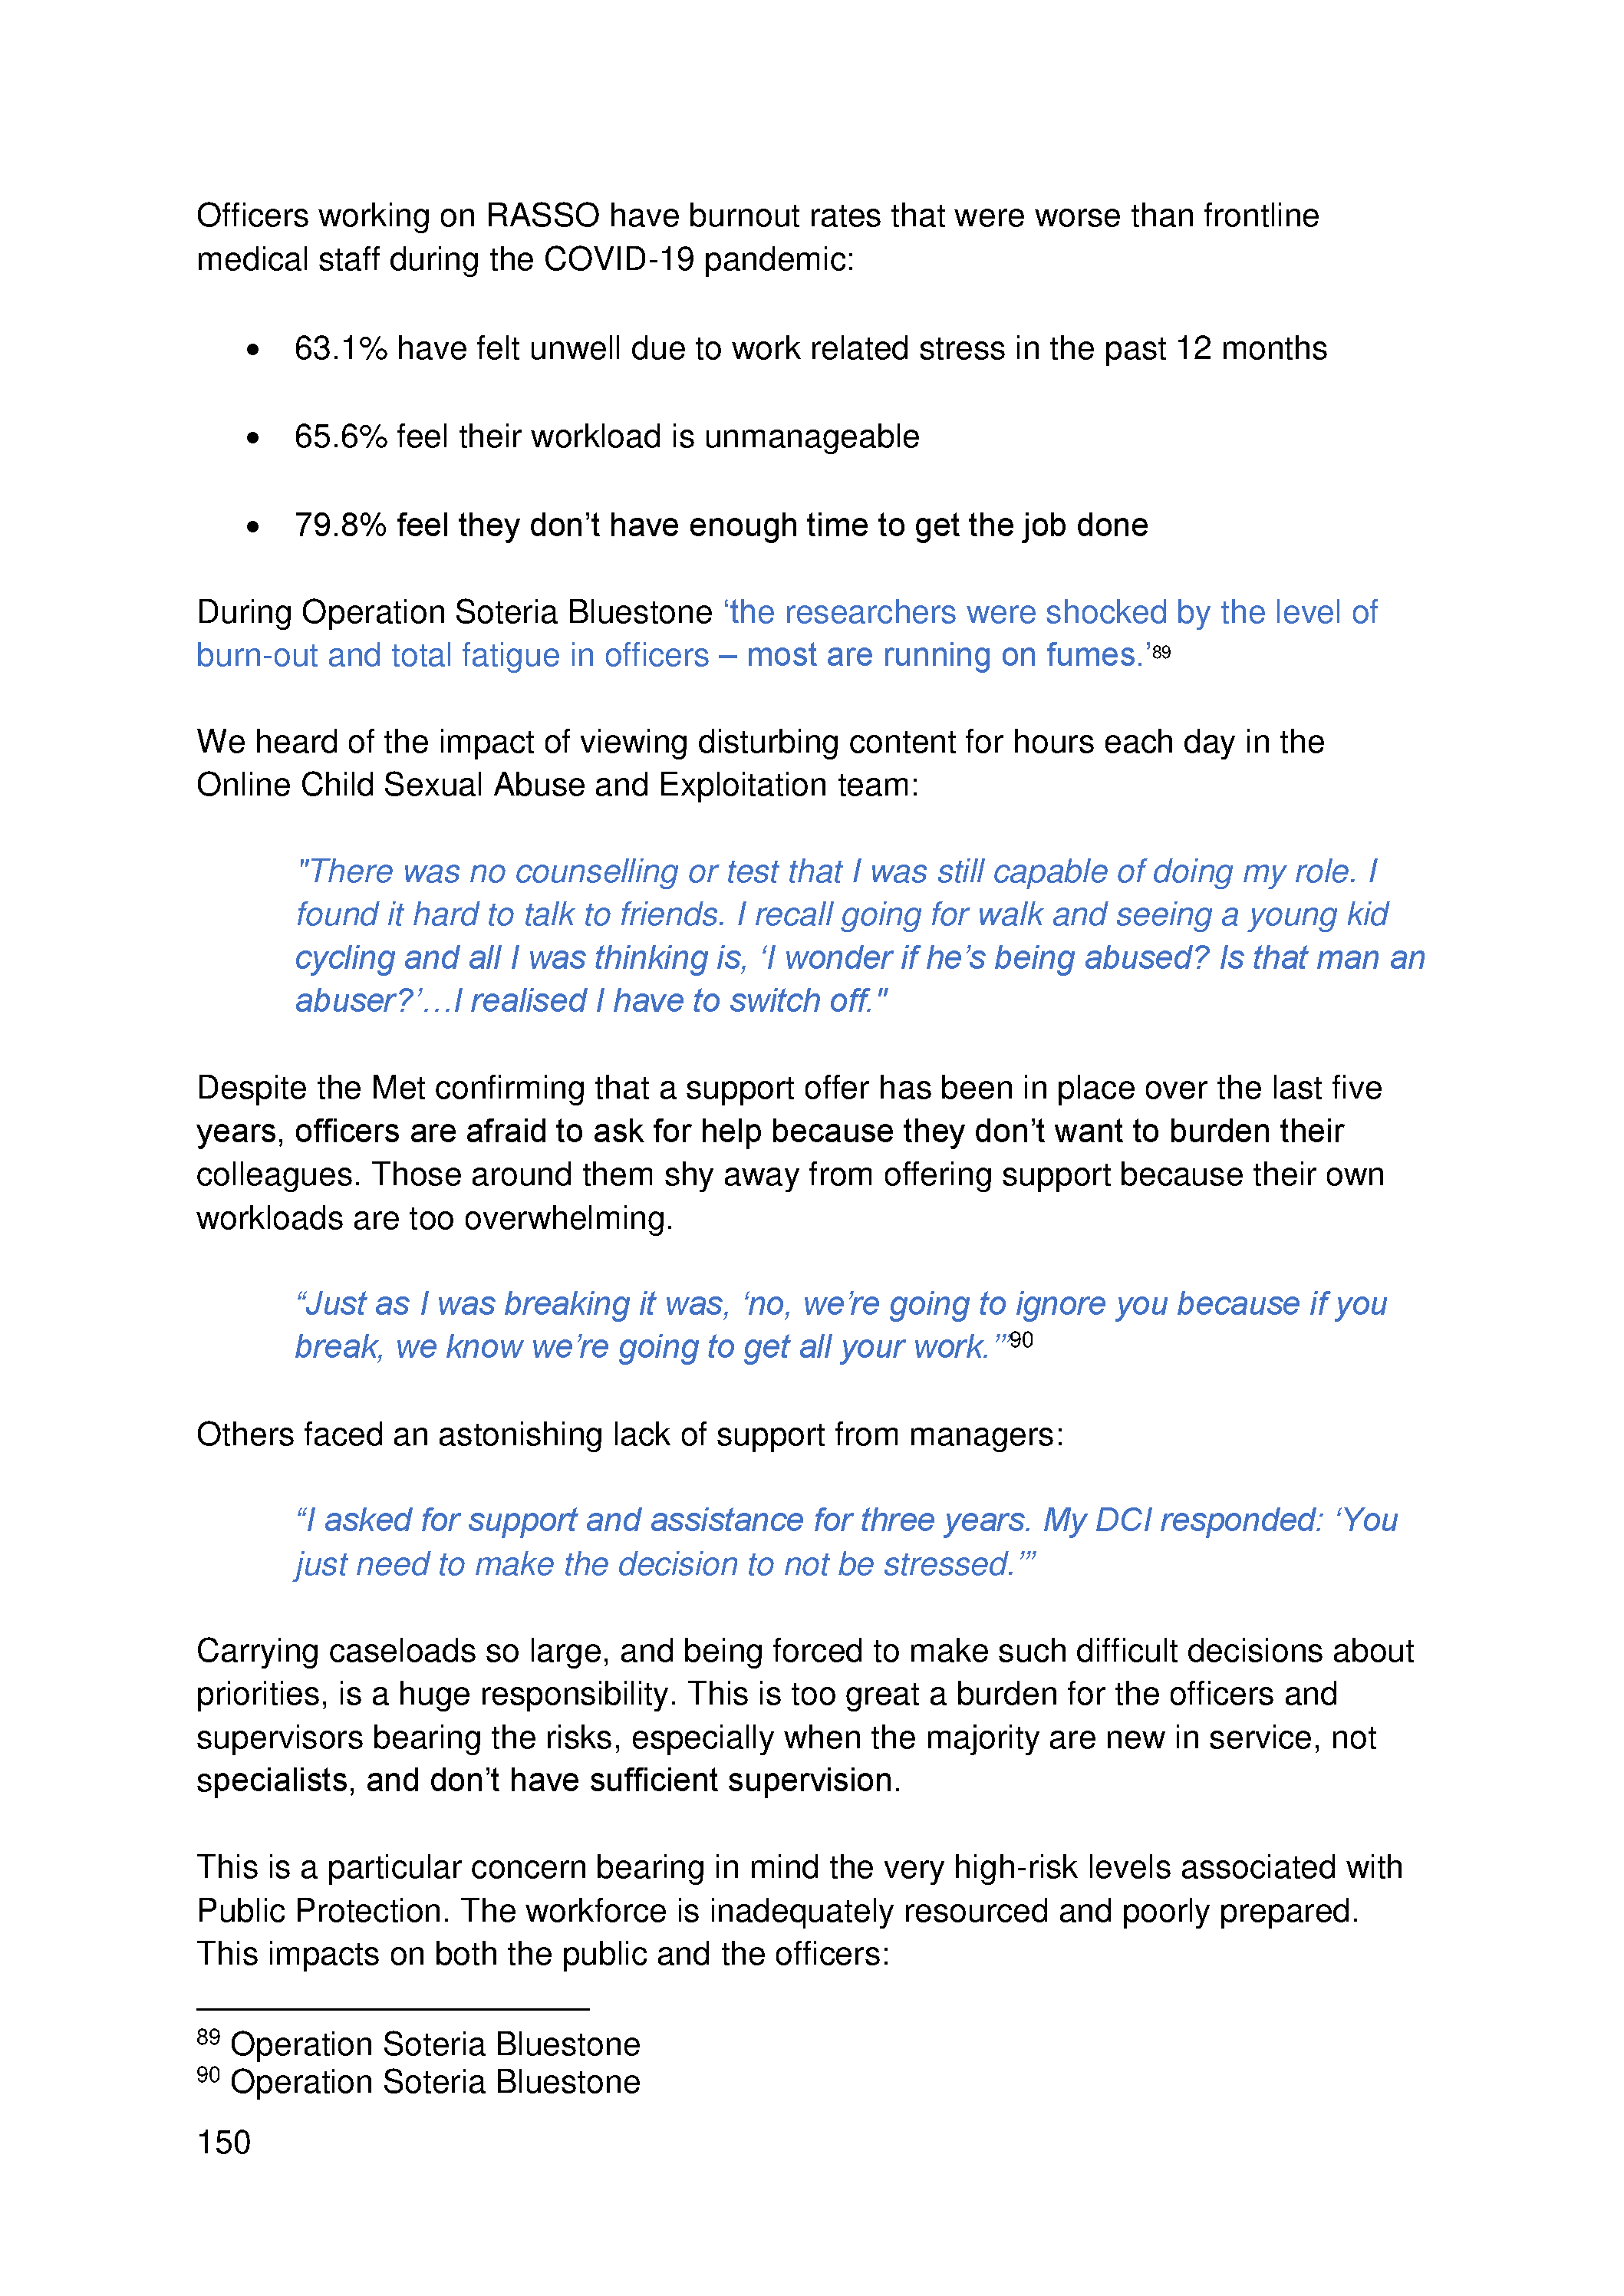 Officers working on RASSO have burnout rates that were worse than frontline
medical staff during the COVID-19 pandemic:
• 63.1% have felt unwell due to work related stress in the past 12 months
• 65.6% feel their workload is unmanageable
• 79.8% feel they don’t have enough time to get the job done
During Operation Soteria Bluestone ‘the researchers were shocked by the level of
burn-out and total fatigue in officers – most are running on fumes.’89
We heard of the impact of viewing disturbing content for hours each day in the
Online Child Sexual Abuse and Exploitation team:
"There was no counselling or test that I was still capable of doing my role. I
found it hard to talk to friends. I recall going for walk and seeing a young kid
cycling and all I was thinking is, ‘I wonder if he’s being abused? Is that man an
abuser?’…I realised I have to switch off."
Despite the Met confirming that a support offer has been in place over the last five
years, officers are afraid to ask for help because they don’t want to burden their
colleagues. Those around them shy away from offering support because their own
workloads are too overwhelming.
“Just as I was breaking it was, ‘no, we’re going to ignore you because if you
break, we know we’re going to get all your work.’”90
Others faced an astonishing lack of support from managers:
“I asked for support and assistance for three years. My DCI responded: ‘You
just need to make the decision to not be stressed.’”
Carrying caseloads so large, and being forced to make such difficult decisions about
priorities, is a huge responsibility. This is too great a burden for the officers and
supervisors bearing the risks, especially when the majority are new in service, not
specialists, and don’t have sufficient supervision.
This is a particular concern bearing in mind the very high-risk levels associated with
Public Protection. The workforce is inadequately resourced and poorly prepared.
This impacts on both the public and the officers:
89 Operation Soteria Bluestone
90 Operation Soteria Bluestone
150